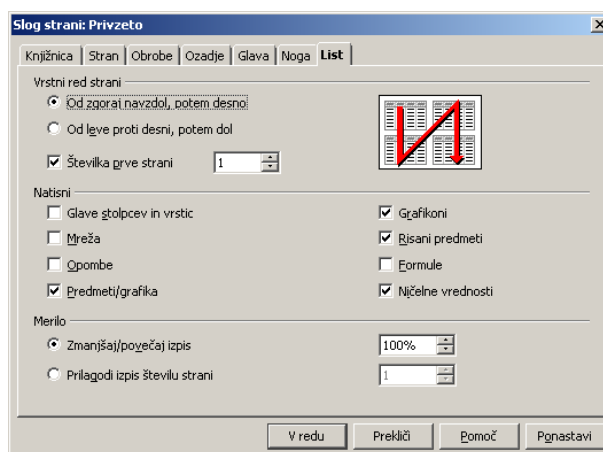 Slog strani: Privzeto
Knjižnica Stran Obrobe Ozadje Glava Noga List
Vrstni red strani
Od zgoraj navzdol, potem desno
Od leve proti desni, potem dol
Številka prve strani 1
Natisni
Glave stolpcev in vrstic Grafikoni
Mreža Risani predmeti
Opombe Formule
Predmeti/grafika Ničelne vrednosti
Merilo
Zmanjšaj/povečaj izpis 100%
Prilagodi izpis številu strani 1
V redu Prekliči Pomoč Ponastavi